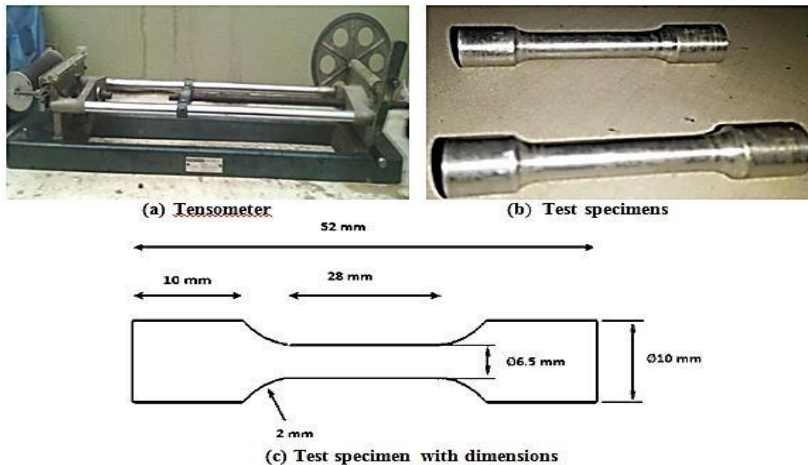 (a) Tensometer
(b) Test specimens
52 mm
10 mm
28 mm
Ø6.5 mm
Ø10 mm
2 mm
(c) Test specimen with dimensions